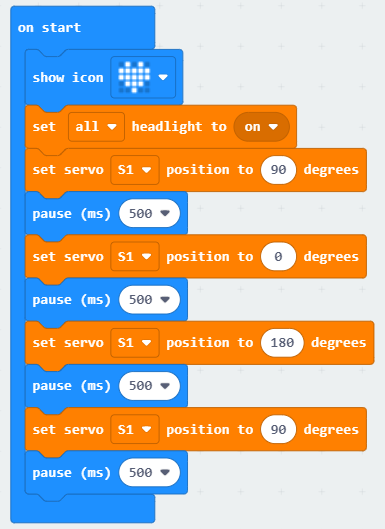 on start
show icon
set all headlight to on
set servo S1 position to 90 degrees
pause (ms) 500
set servo S1 position to 0 degrees
pause (ms) 500
set servo S1 position to 180 degrees
pause (ms) 500
set servo S1 position to 90 degrees
pause (ms) 500